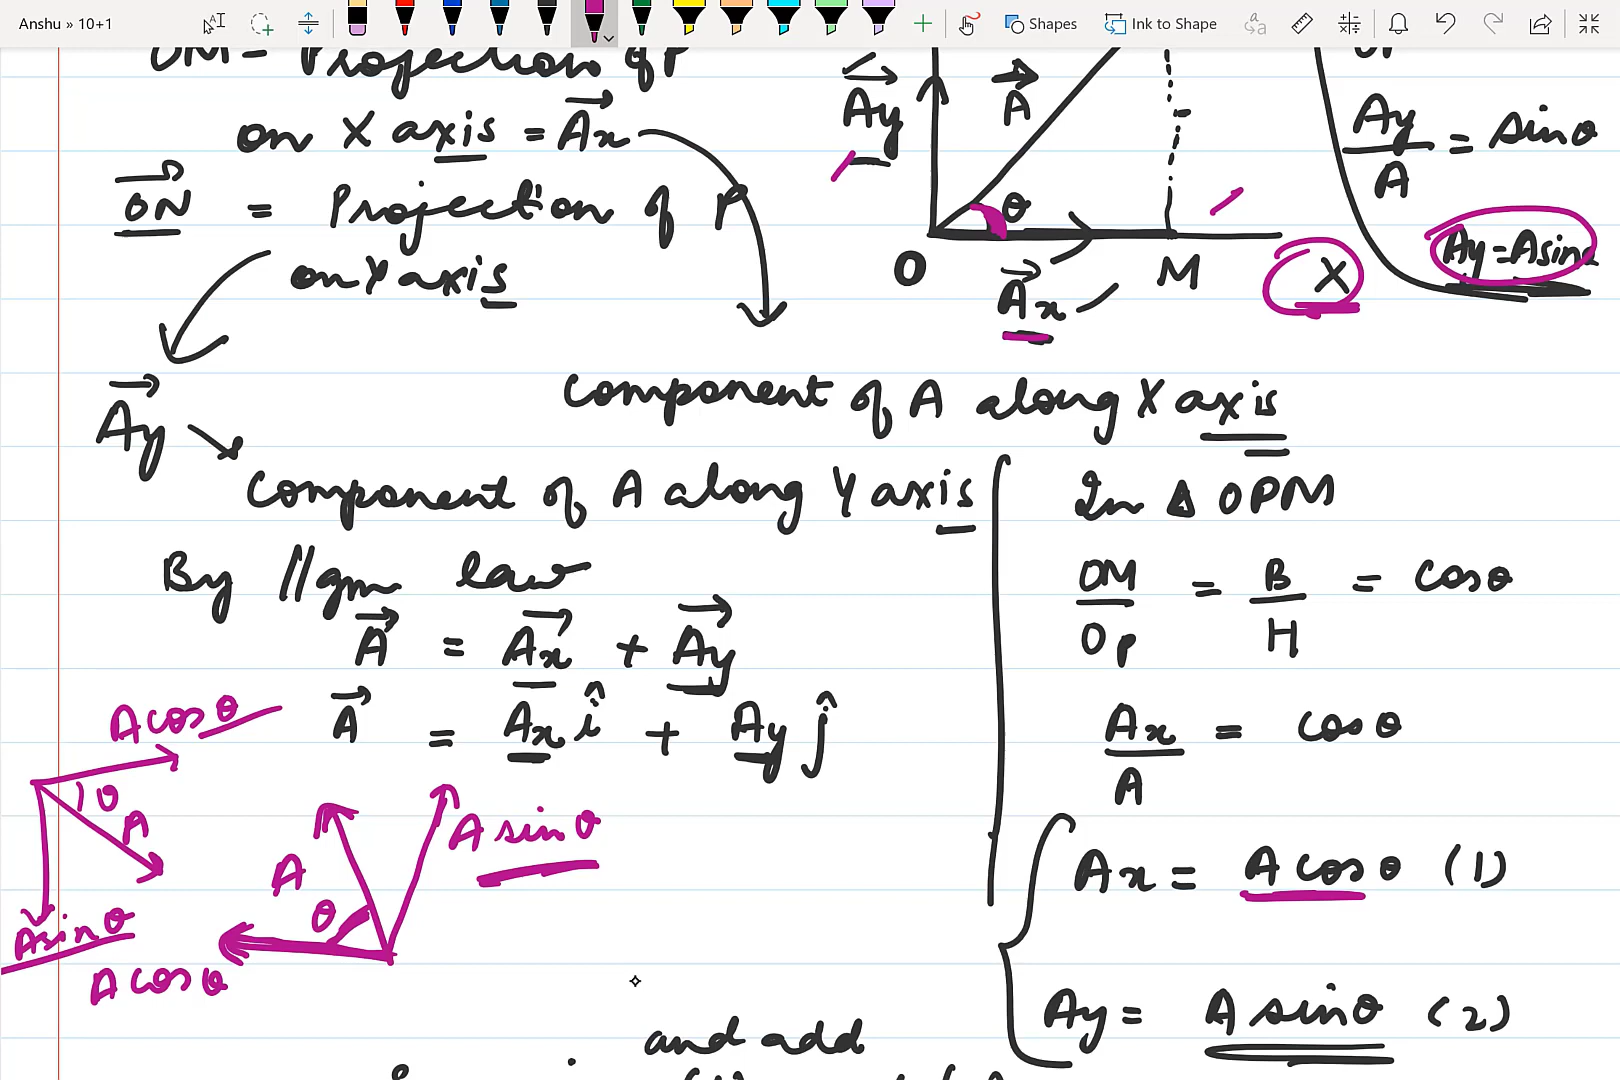 Anshu » 10+1
Shapes
Ink to Shape
OM = Projection of P
on X axis = Ax
ON = Projection of P
on Y axis
Ay
component of A along X axis
component of A along Y axis
By //gm law
A = Ax + Ay
A = Ax î + Ay ĵ
A cos θ
θ
A
A sin θ
A
θ
A sin θ
A cos θ
and add
Ay
A
θ
O
Ax
M
X
Ay/A = sin θ
Ay = A sin θ
In Δ OPM
OM/OP = B/H = cos θ
Ax/A = cos θ
Ax = A cos θ (1)
Ay = A sin θ (2)